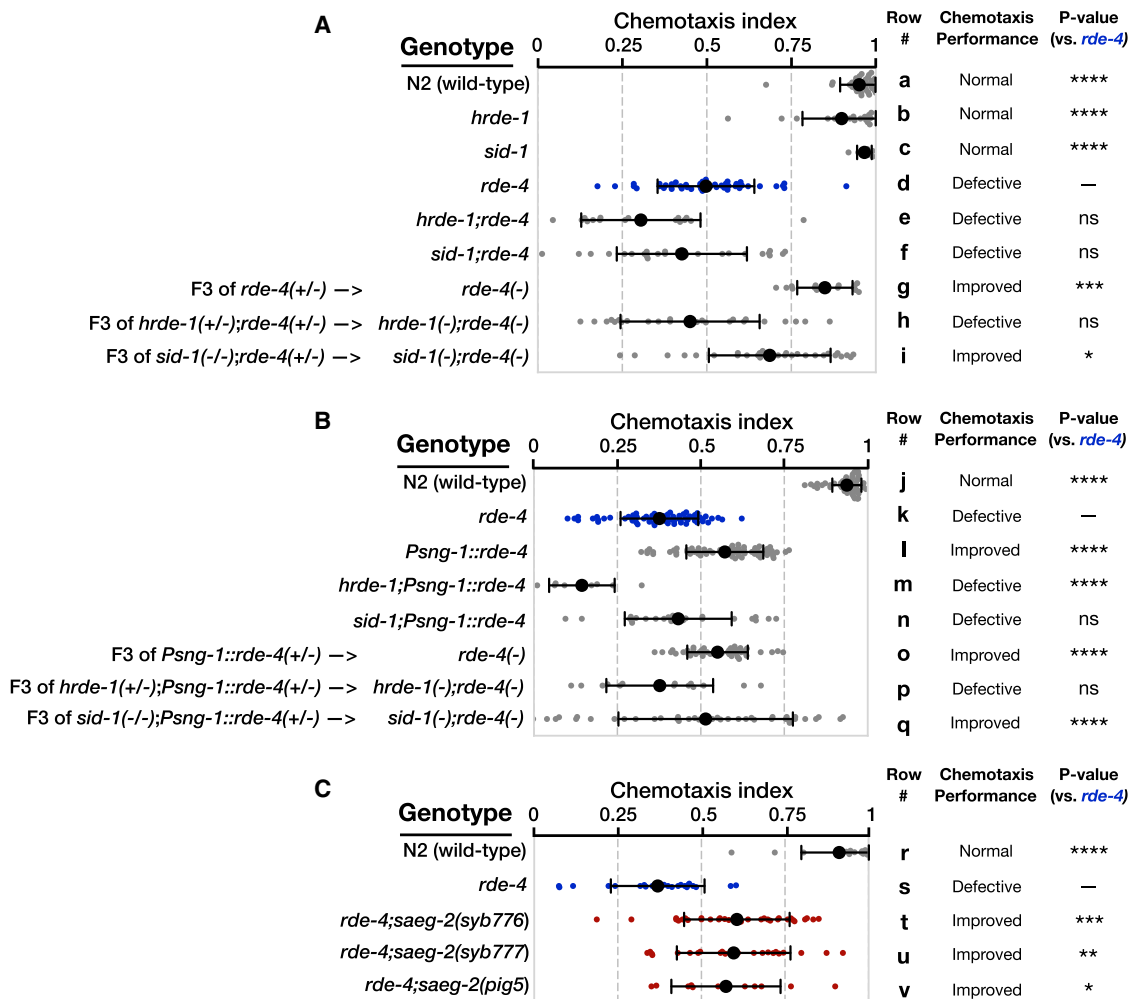 A
Chemotaxis index
Row # Chemotaxis Performance P-value (vs. rde-4)
Genotype 0 0.25 0.5 0.75 1
N2 (wild-type) a Normal ****
hrde-1 b Normal ****
sid-1 c Normal ****
rde-4 d Defective —
hrde-1;rde-4 e Defective ns
sid-1;rde-4 f Defective ns
F3 of rde-4(+/-) —> rde-4(-) g Improved ***
F3 of hrde-1(+/-);rde-4(+/-) —> hrde-1(-);rde-4(-) h Defective ns
F3 of sid-1(-/-);rde-4(+/-) —> sid-1(-);rde-4(-) i Improved *
B
Chemotaxis index
Row # Chemotaxis Performance P-value (vs. rde-4)
Genotype 0 0.25 0.5 0.75 1
N2 (wild-type) j Normal ****
rde-4 k Defective —
Psng-1::rde-4 l Improved ****
hrde-1;Psng-1::rde-4 m Defective ****
sid-1;Psng-1::rde-4 n Defective ns
F3 of Psng-1::rde-4(+/-) —> rde-4(-) o Improved ****
F3 of hrde-1(+/-);Psng-1::rde-4(+/-) —> hrde-1(-);rde-4(-) p Defective ns
F3 of sid-1(-/-);Psng-1::rde-4(+/-) —> sid-1(-);rde-4(-) q Improved ****
C
Chemotaxis index
Row # Chemotaxis Performance P-value (vs. rde-4)
Genotype 0 0.25 0.5 0.75 1
N2 (wild-type) r Normal ****
rde-4 s Defective —
rde-4;saeg-2(syb776) t Improved ***
rde-4;saeg-2(syb777) u Improved **
rde-4;saeg-2(pig5) v Improved *